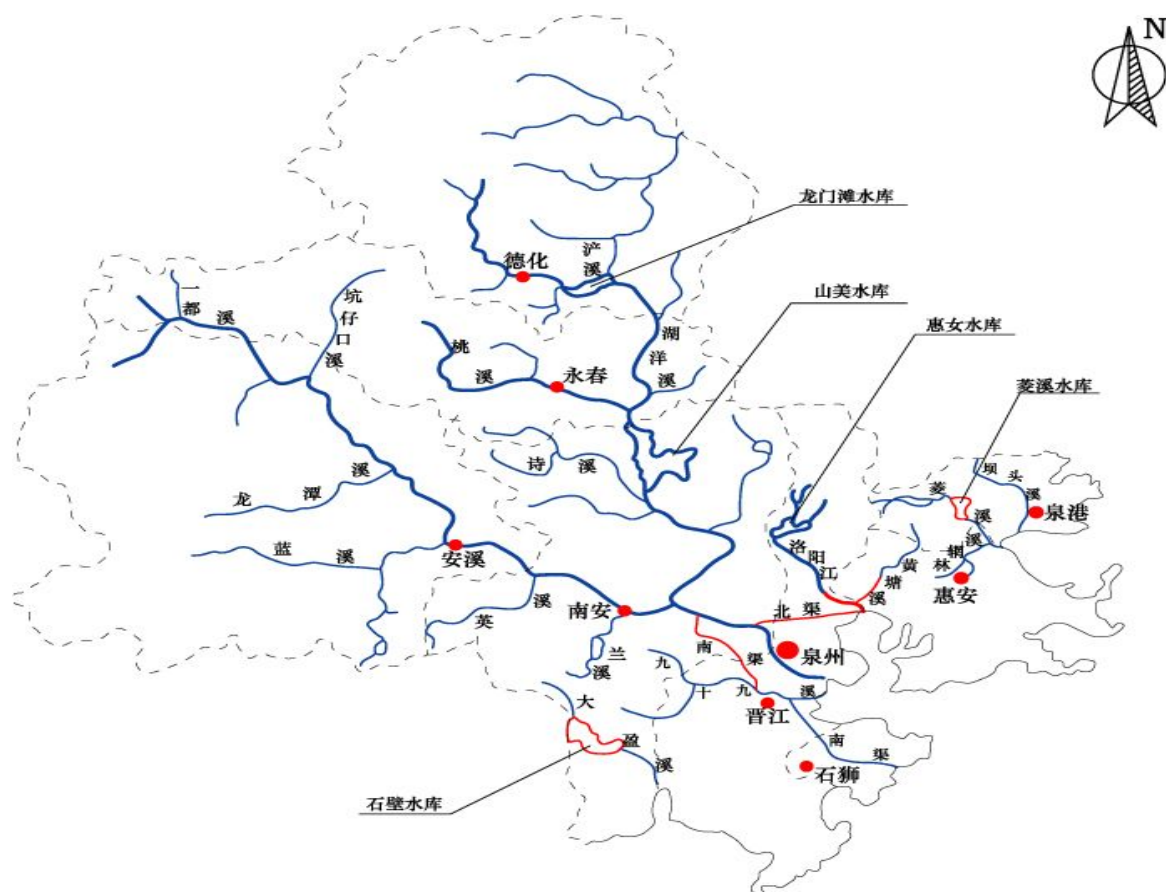 N
龙门滩水库
浐溪
德化
山美水库
一都溪
坑仔口溪
湖洋溪
惠女水库
桃溪
永春
菱溪水库
诗溪
坝头溪
菱溪
泉港
龙潭溪
洛阳江
黄塘溪
林辋溪
惠安
蓝溪
安溪
英溪
南安
北渠
兰溪
南渠
泉州
九十九溪
晋江
大盈溪
南渠
石狮
石壁水库